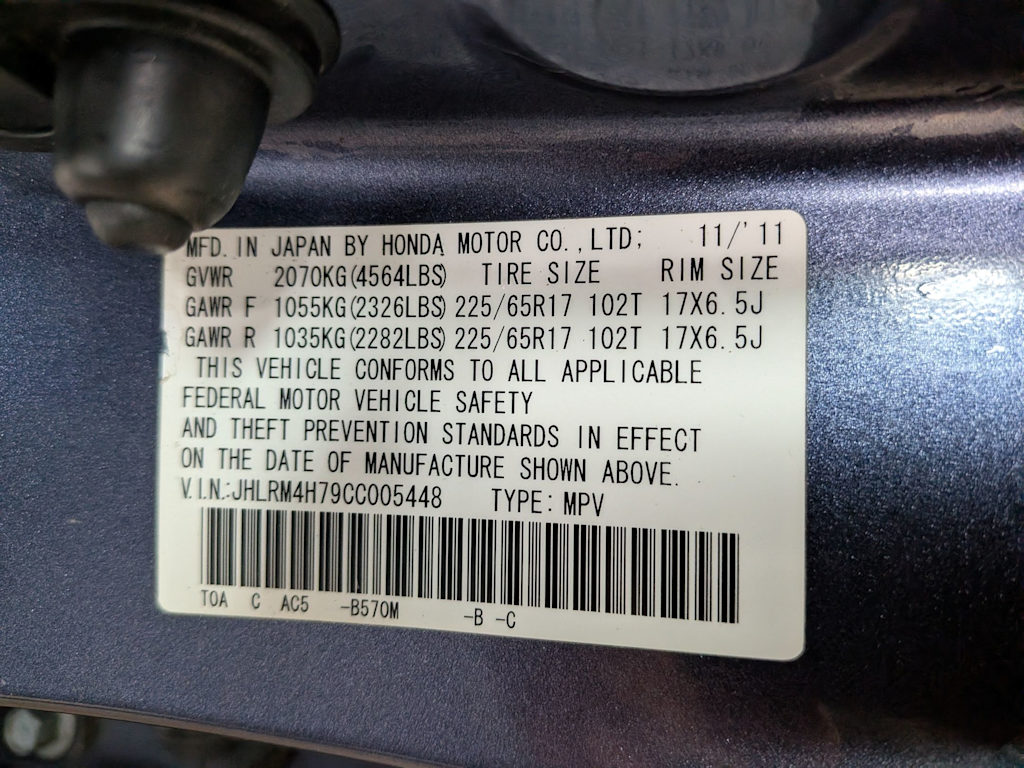 MFD. IN JAPAN BY HONDA MOTOR CO.,LTD; 11/'11
GVWR 2070KG(4564LBS) TIRE SIZE RIM SIZE
GAWR F 1055KG(2326LBS) 225/65R17 102T 17X6.5J
GAWR R 1035KG(2282LBS) 225/65R17 102T 17X6.5J
THIS VEHICLE CONFORMS TO ALL APPLICABLE
FEDERAL MOTOR VEHICLE SAFETY
AND THEFT PREVENTION STANDARDS IN EFFECT
ON THE DATE OF MANUFACTURE SHOWN ABOVE.
V.I.N.:JHLRM4H79CC005448 TYPE: MPV
TOA C AC5 -B570M -B -C